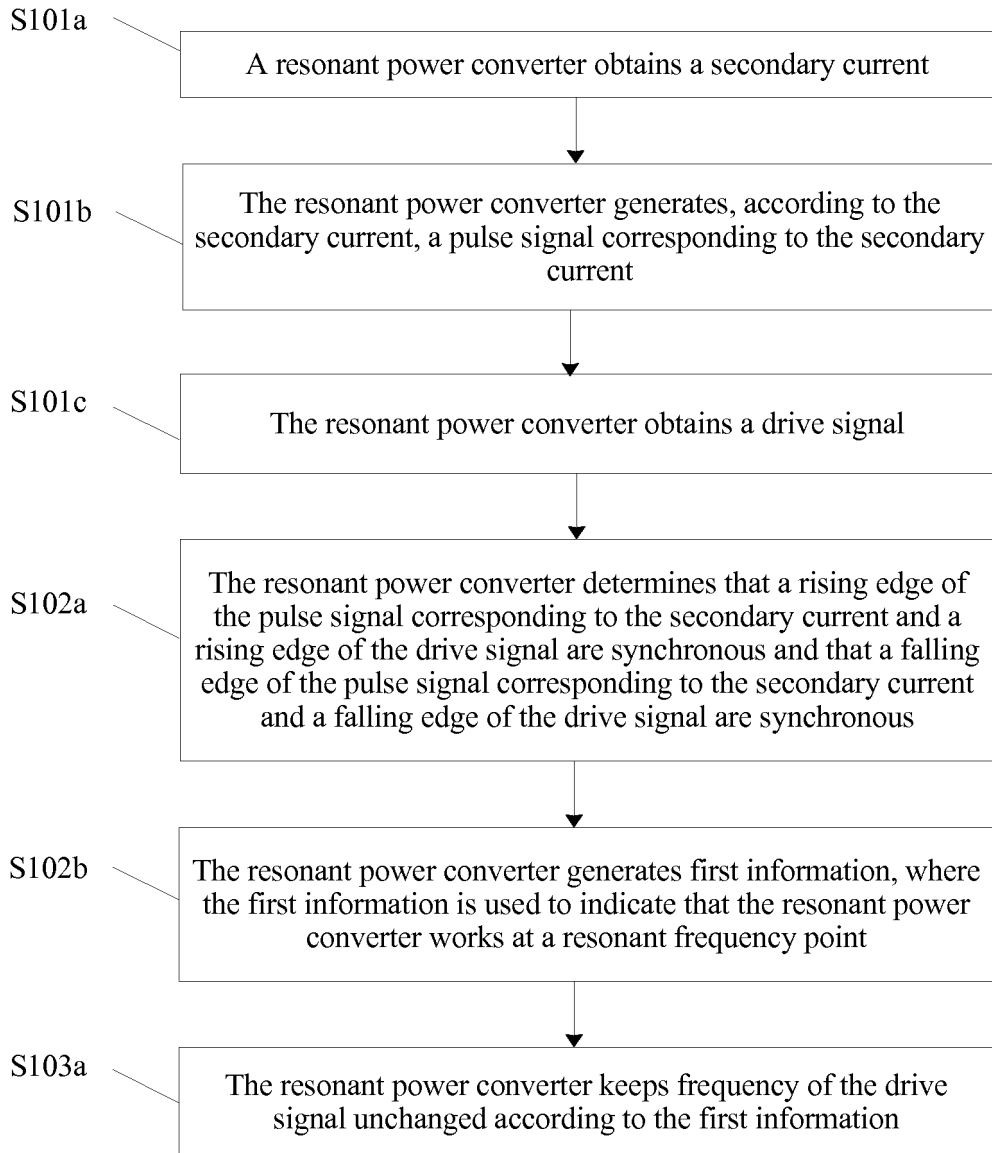 S101a
A resonant power converter obtains a secondary current
S101b
The resonant power converter generates, according to the
secondary current, a pulse signal corresponding to the secondary
current
S101c
The resonant power converter obtains a drive signal
S102a
The resonant power converter determines that a rising edge of
the pulse signal corresponding to the secondary current and a
rising edge of the drive signal are synchronous and that a falling
edge of the pulse signal corresponding to the secondary current
and a falling edge of the drive signal are synchronous
S102b
The resonant power converter generates first information, where
the first information is used to indicate that the resonant power
converter works at a resonant frequency point
S103a
The resonant power converter keeps frequency of the drive
signal unchanged according to the first information